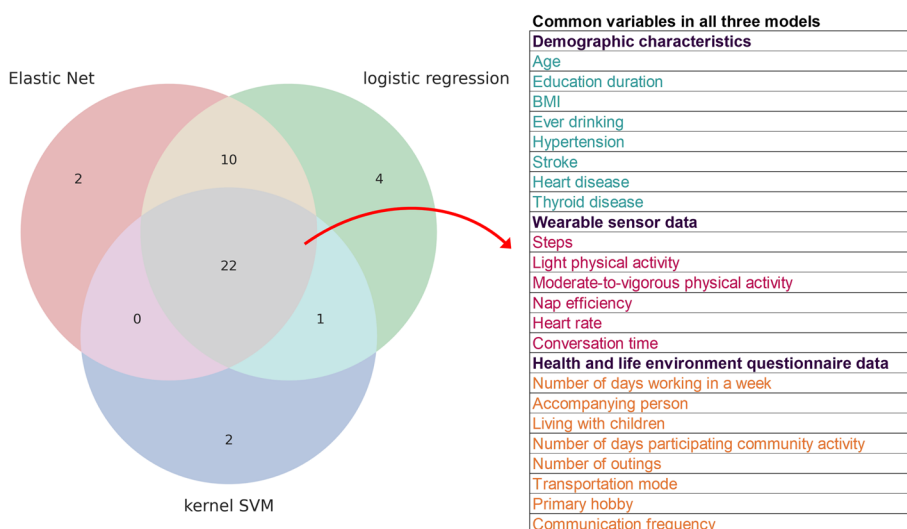 Elastic Net
logistic regression
2
10
4
22
0
1
2
kernel SVM
Common variables in all three models
Demographic characteristics
Age
Education duration
BMI
Ever drinking
Hypertension
Stroke
Heart disease
Thyroid disease
Wearable sensor data
Steps
Light physical activity
Moderate-to-vigorous physical activity
Nap efficiency
Heart rate
Conversation time
Health and life environment questionnaire data
Number of days working in a week
Accompanying person
Living with children
Number of days participating community activity
Number of outings
Transportation mode
Primary hobby
Communication frequency